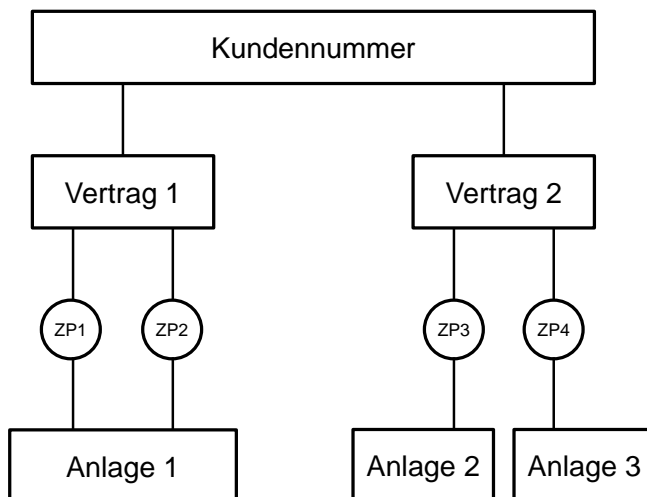 Kundennummer
Vertrag 1
Vertrag 2
ZP1
ZP2
ZP3
ZP4
Anlage 1
Anlage 2
Anlage 3